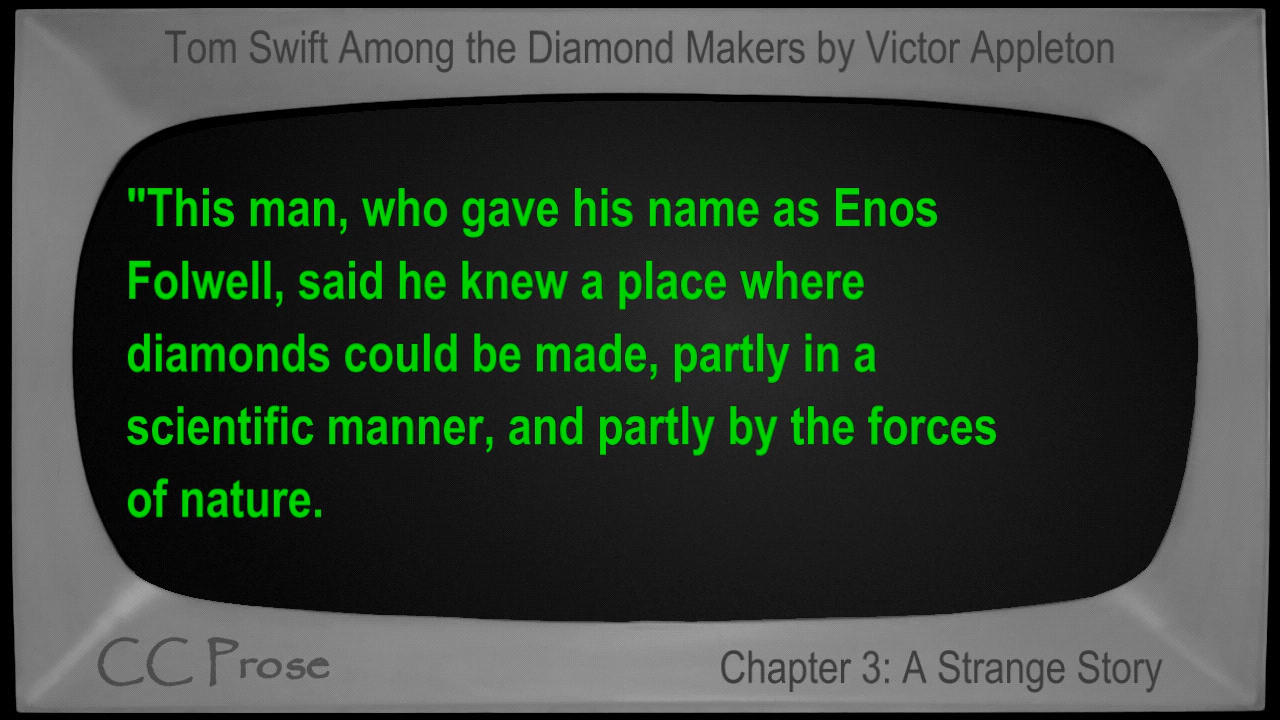 Tom Swift Among the Diamond Makers by Victor Appleton
"This man, who gave his name as Enos
Folwell, said he knew a place where
diamonds could be made, partly in a
scientific manner, and partly by the forces
of nature.
CC Prose
Chapter 3: A Strange Story